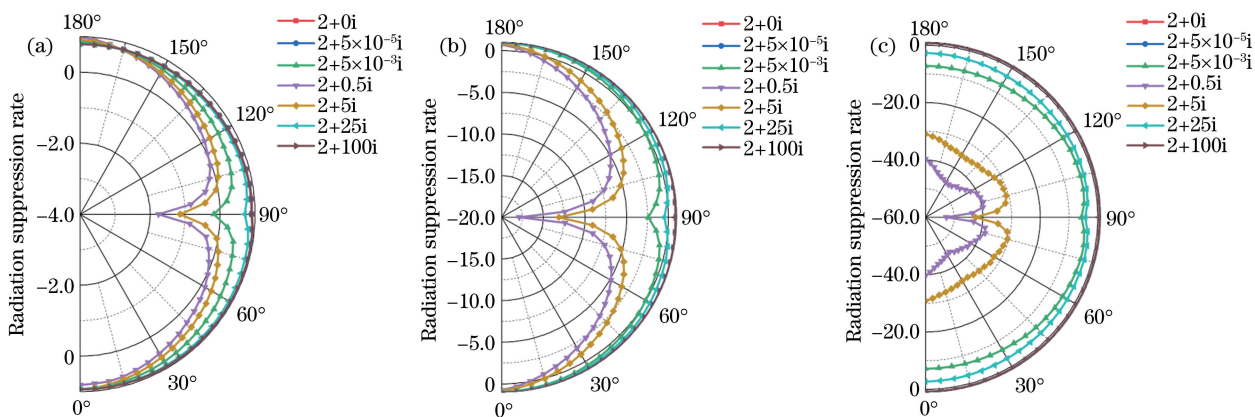 (a)
Radiation suppression rate
0
−2.0
−4.0
−2.0
0
180°
150°
120°
90°
60°
30°
0°
2+0i
2+5×10⁻⁵i
2+5×10⁻³i
2+0.5i
2+5i
2+25i
2+100i
(b)
Radiation suppression rate
0
−5.0
−10.0
−15.0
−20.0
−15.0
−10.0
−5.0
0
180°
150°
120°
90°
60°
30°
0°
2+0i
2+5×10⁻⁵i
2+5×10⁻³i
2+0.5i
2+5i
2+25i
2+100i
(c)
Radiation suppression rate
0
−20.0
−40.0
−60.0
−40.0
−20.0
0
180°
150°
120°
90°
60°
30°
0°
2+0i
2+5×10⁻⁵i
2+5×10⁻³i
2+0.5i
2+5i
2+25i
2+100i